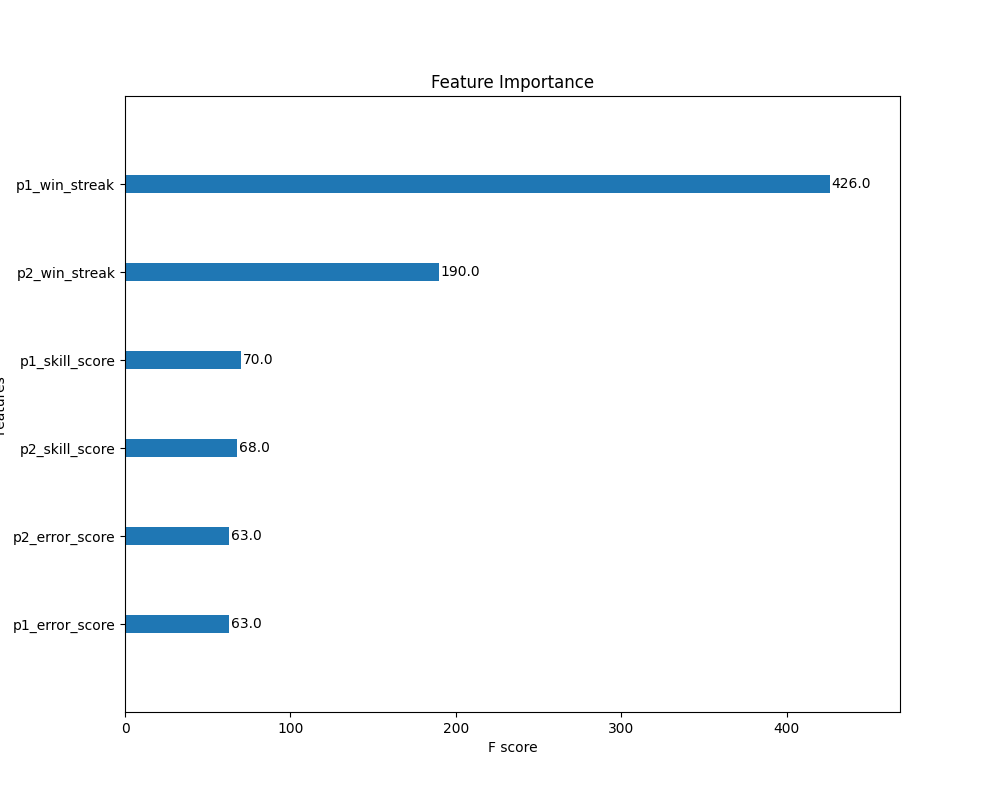 Feature Importance
p1_win_streak
426.0
p2_win_streak
190.0
p1_skill_score
70.0
p2_skill_score
68.0
p2_error_score
63.0
p1_error_score
63.0
0 100 200 300 400
F score